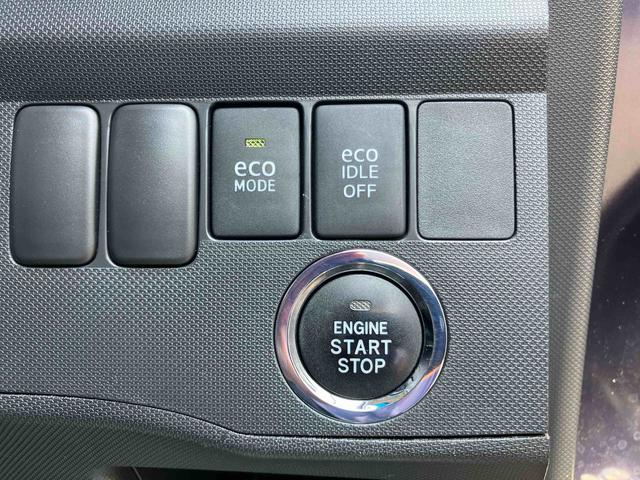 eco
MODE
eco
IDLE
OFF
ENGINE
START
STOP